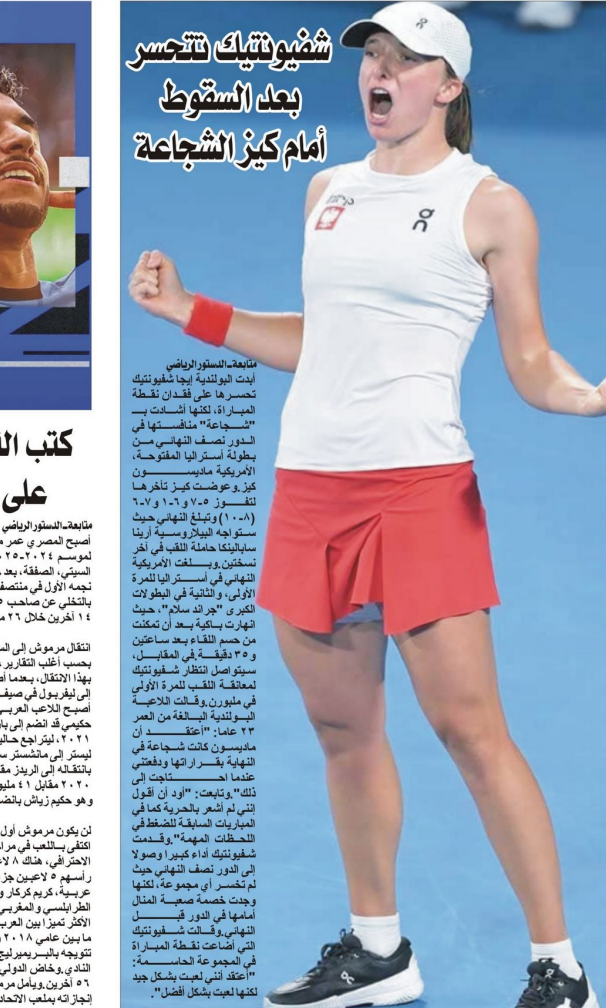 شفيونتيك تتحسر
بعد السقوط
أمام كيز الشجاعة
متابعة-الدستور الرياضي
أبدت البولندية إيجا شفيونتيك
تحسرها على فقدان نقطة
المباراة، لكنها أشادت بـ
"شجاعة" منافستها في
الدور نصف النهائي من
بطولة أستراليا المفتوحة،
الأمريكية ماديسون
كيز.وعوضت كيز تأخرها
لتفوز ٥-٧ و٦-١ و٧-٦
(١٠-٨) وتبلغ النهائي حيث
ستواجه البيلاروسية أرينا
سابالينكا حاملة اللقب في آخر
نسختين.وبلغت الأمريكية
النهائي في أستراليا للمرة
الأولى، والثانية في البطولات
الكبرى "جراند سلام"، حيث
انهارت باكية بعد أن تمكنت
من حسم اللقاء بعد ساعتين
و٣٥ دقيقة.في المقابل،
سيتواصل انتظار شفيونتيك
لمعانقة اللقب للمرة الأولى
في ملبورن.وقالت اللاعبة
البولندية البالغة من العمر
٢٣ عاما: "أعتقد أن
ماديسون كانت شجاعة في
النهاية بقراراتها ودفعتني
عندما احتاجت إلى
ذلك".وتابعت: "أود أن أقول
إنني لم أشعر بالحرية كما في
المباريات السابقة للضغط في
اللحظات المهمة".وقدمت
شفيونتيك أداء كبيرا وصولا
إلى الدور نصف النهائي حيث
لم تخسر أي مجموعة، لكنها
وجدت خصمة صعبة المنال
أمامها في الدور قبل
النهائي.وقالت شفيونتيك
التي أضاعت نقطة المباراة
في المجموعة الحاسمة:
"أعتقد أنني لعبت بشكل جيد
لكنها لعبت بشكل أفضل".
كتب الت
على
متابعة-الدستور الرياضي
أصبح المصري عمر م
لموسم ٢٠٢٤-٢٠٢٥
السيتي، الصفقة، بعد
نجمه الأول في منتصف
بالتخلي عن صاحب ٥
١٤ آخرين خلال ٢٦ م
انتقال مرموش إلى الس
بحسب أغلب التقارير،
بهذا الانتقال، بعدما أص
إلى ليفربول في صيف
أصبح اللاعب العربي
حكيمي قد انضم إلى بار
٢٠٢١، ليتراجع حاليا
ليستر إلى مانشستر س
بانتقاله إلى الريدز مقا
٢٠٢٠ مقابل ٤١ مليو
وهو حكيم زياش بانض
لن يكون مرموش أول
اكتفى باللعب في مرا
الاحترافي، هناك ٨ لاع
رأسهم ٥ لاعبين جز
عربية، كريم كركار و
الطرابلسي والمغربي
الأكثر تميزا بين العرب
ما بين عامي ٢٠١٨ و
تتويجه بالبريميرليج
النادي.وخاض الدولي
٥٦ آخرين.ويأمل مرم
إنجازاته بملعب الاتحاد